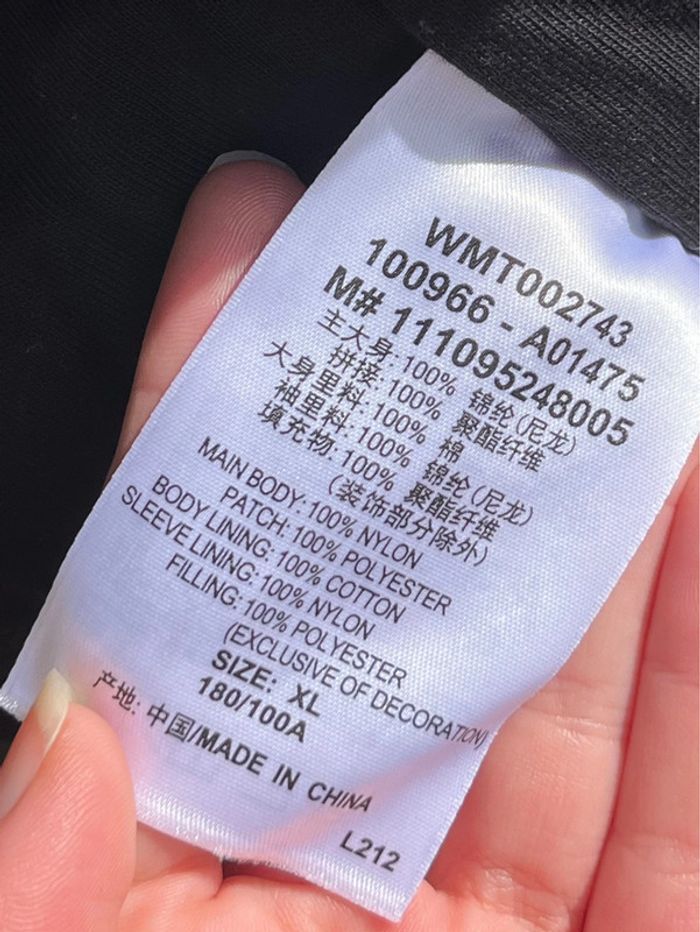 WMT002743
100966 - A01475
M# 111095248005
主大身: 100% 锦纶(尼龙)
拼接: 100% 聚酯纤维
大身里料: 100% 棉
袖里料: 100% 锦纶(尼龙)
填充物: 100% 聚酯纤维
(装饰部分除外)
MAIN BODY: 100% NYLON
PATCH: 100% POLYESTER
BODY LINING: 100% COTTON
SLEEVE LINING: 100% NYLON
FILLING: 100% POLYESTER
(EXCLUSIVE OF DECORATION)
SIZE: XL
180/100A
产地: 中国/MADE IN CHINA
L212